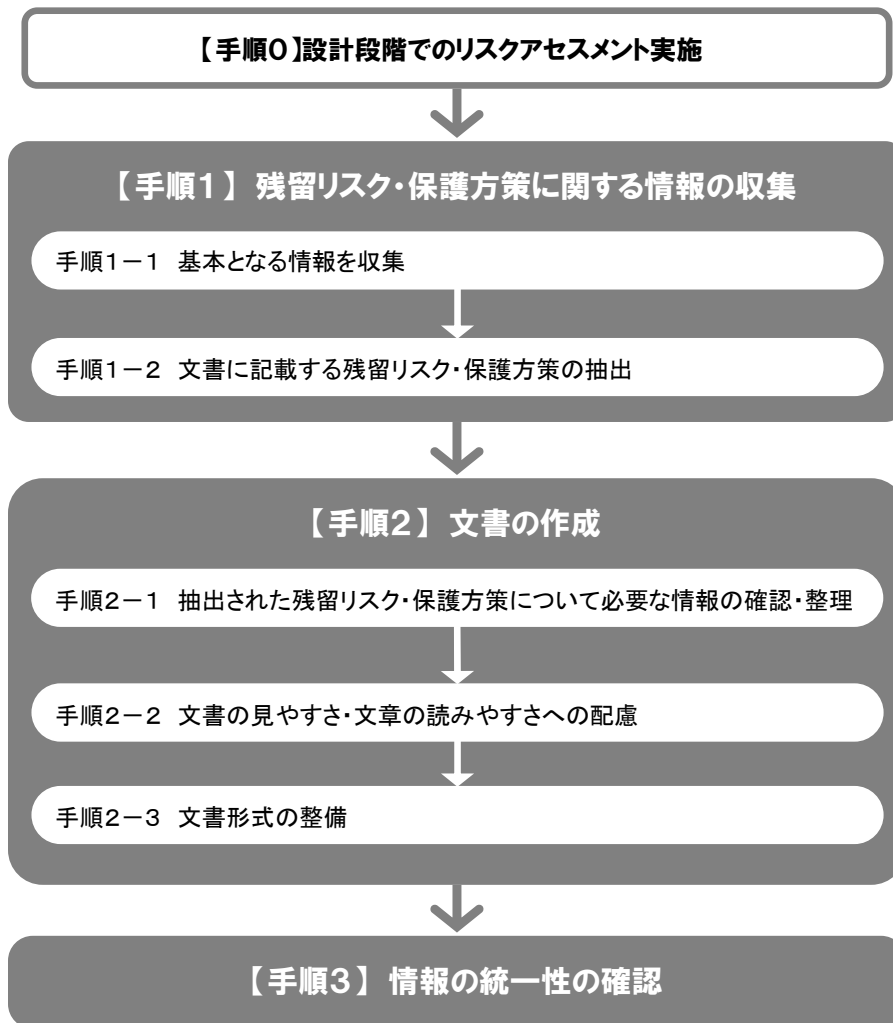 【手順0】設計段階でのリスクアセスメント実施
【手順1】 残留リスク・保護方策に関する情報の収集
手順1-1 基本となる情報を収集
手順1-2 文書に記載する残留リスク・保護方策の抽出
【手順2】 文書の作成
手順2-1 抽出された残留リスク・保護方策について必要な情報の確認・整理
手順2-2 文書の見やすさ・文章の読みやすさへの配慮
手順2-3 文書形式の整備
【手順3】 情報の統一性の確認